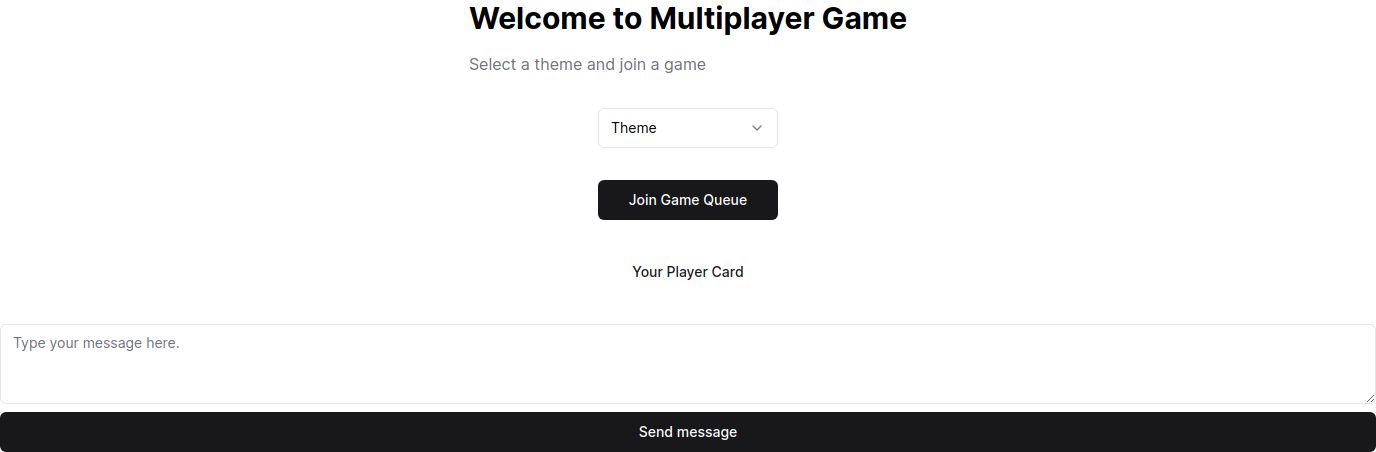 Welcome to Multiplayer Game
Select a theme and join a game
Theme
Join Game Queue
Your Player Card
Type your message here.
Send message